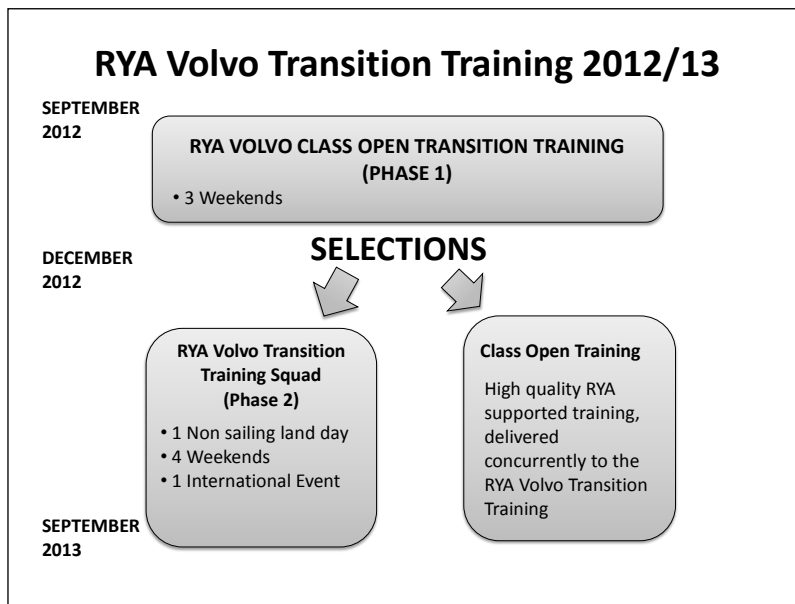 RYA Volvo Transition Training 2012/13
SEPTEMBER
2012
RYA VOLVO CLASS OPEN TRANSITION TRAINING
(PHASE 1)
• 3 Weekends
SELECTIONS
DECEMBER
2012
RYA Volvo Transition
Training Squad
(Phase 2)
• 1 Non sailing land day
• 4 Weekends
• 1 International Event
Class Open Training
High quality RYA
supported training,
delivered
concurrently to the
RYA Volvo Transition
Training
SEPTEMBER
2013